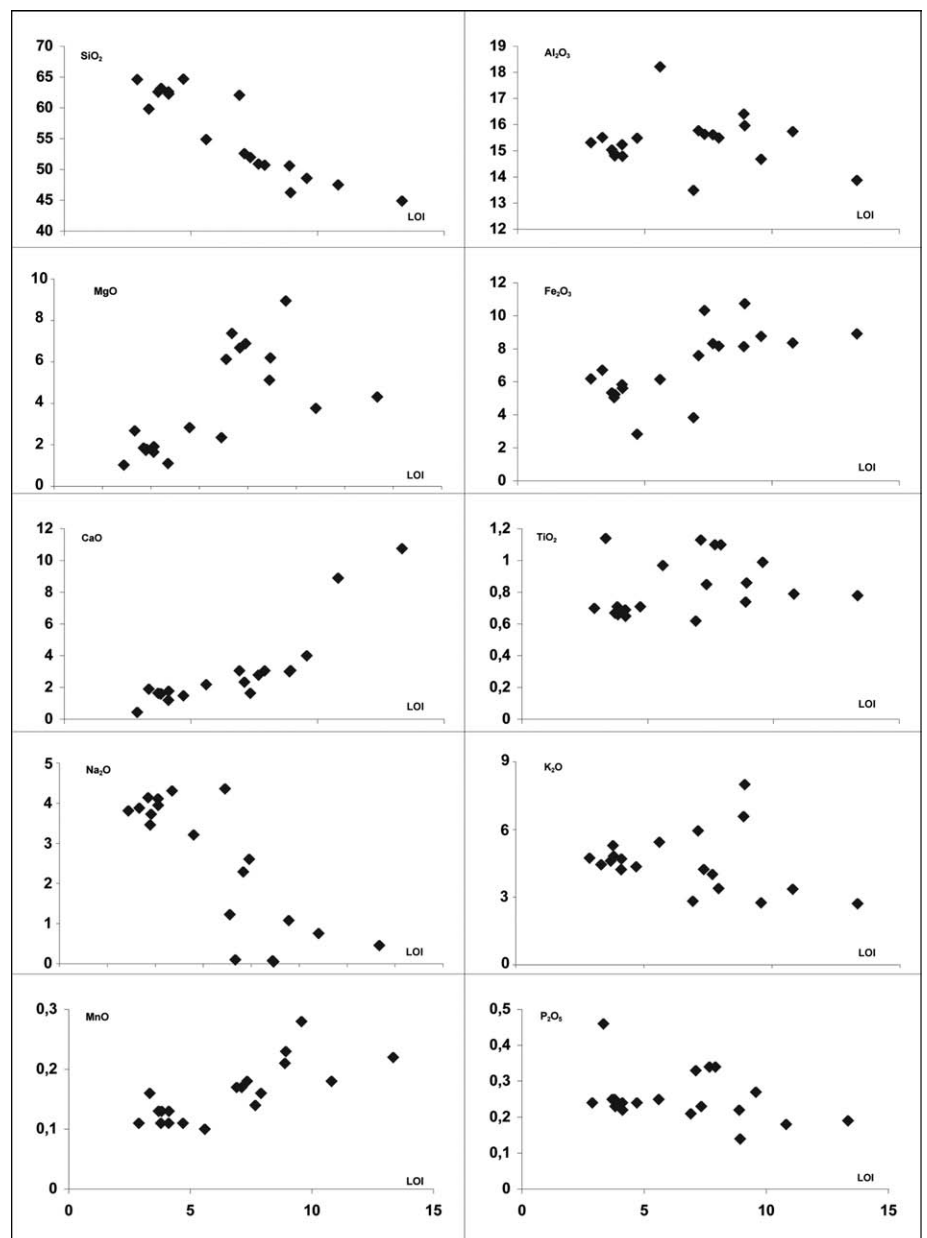 SiO₂
70
65
60
55
50
45
40
LOI
Al₂O₃
19
18
17
16
15
14
13
12
LOI
MgO
10
8
6
4
2
0
LOI
Fe₂O₃
12
10
8
6
4
2
0
LOI
CaO
12
10
8
6
4
2
0
LOI
TiO₂
1,2
1
0,8
0,6
0,4
0,2
0
LOI
Na₂O
5
4
3
2
1
0
LOI
K₂O
9
6
3
0
LOI
MnO
0,3
0,2
0,1
0
LOI
0 5 10 15
P₂O₅
0,5
0,4
0,3
0,2
0,1
0
LOI
0 5 10 15